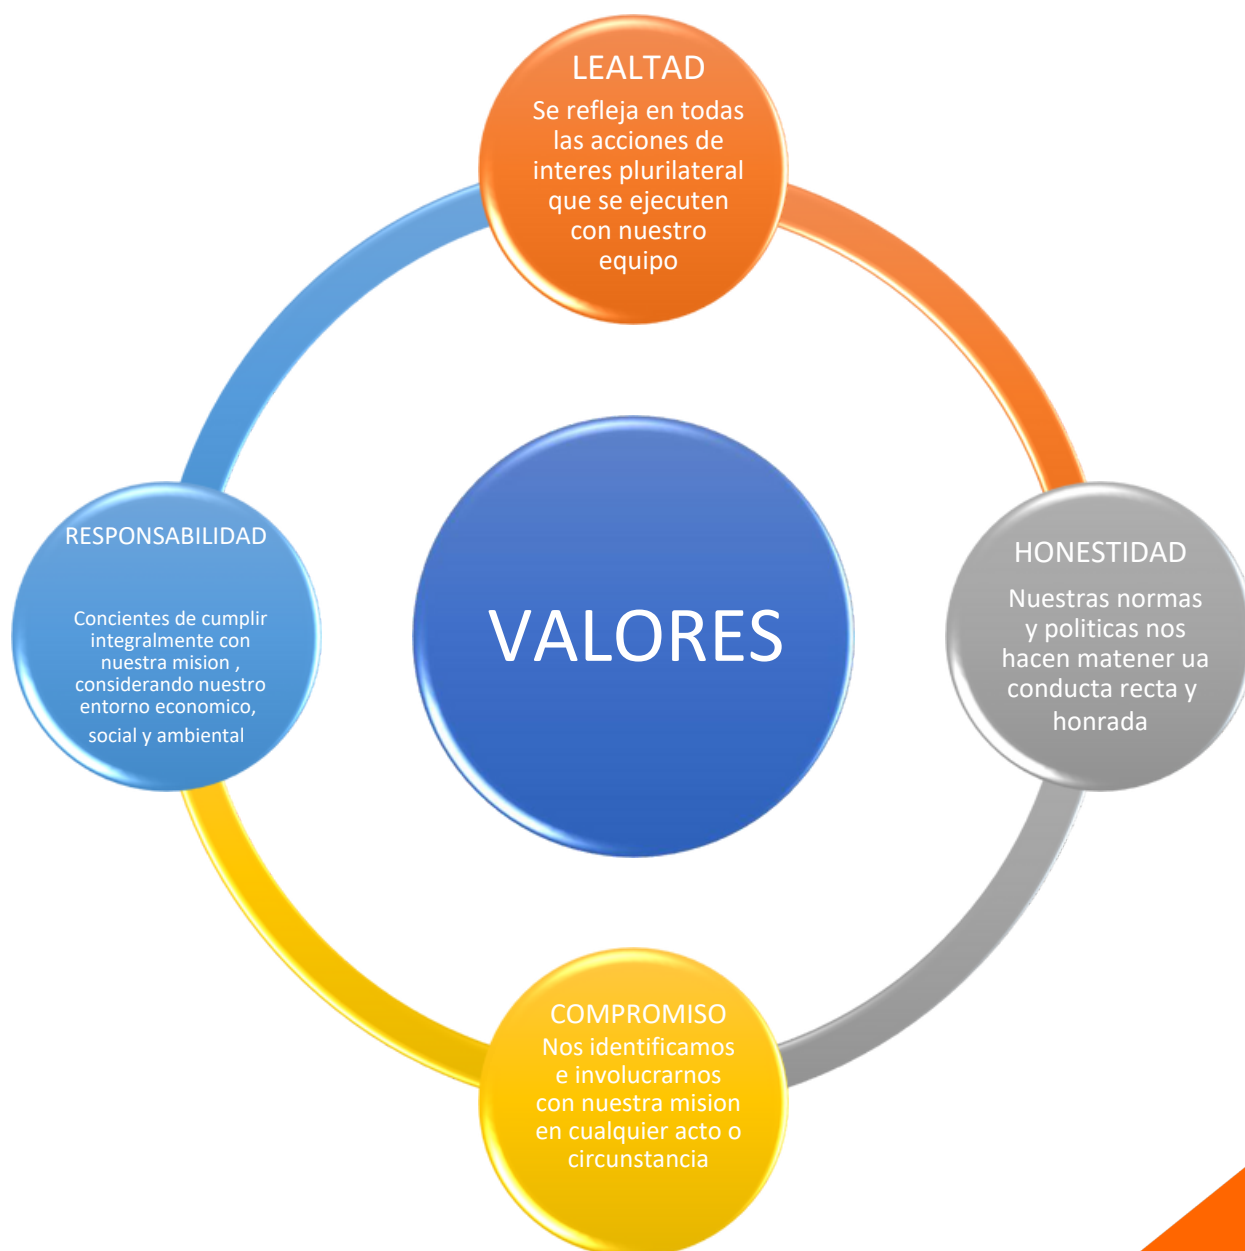 LEALTAD
Se refleja en todas
las acciones de
interes plurilateral
que se ejecuten
con nuestro
equipo
RESPONSABILIDAD
Concientes de cumplir
integralmente con
nuestra mision ,
considerando nuestro
entorno economico,
social y ambiental
VALORES
HONESTIDAD
Nuestras normas
y politicas nos
hacen matener ua
conducta recta y
honrada
COMPROMISO
Nos identificamos
e involucrarnos
con nuestra mision
en cualquier acto o
circunstancia